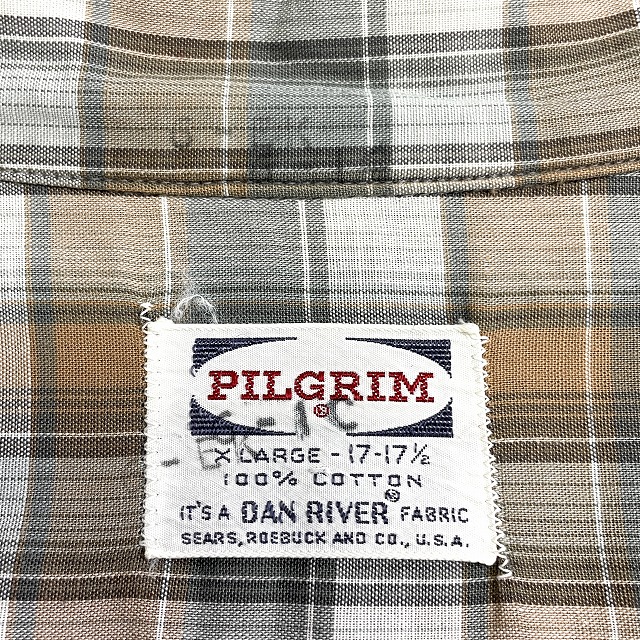 PILGRIM
®
X LARGE - 17-17½
100% COTTON
IT'S A DAN RIVER® FABRIC
SEARS, ROEBUCK AND CO., U.S.A.